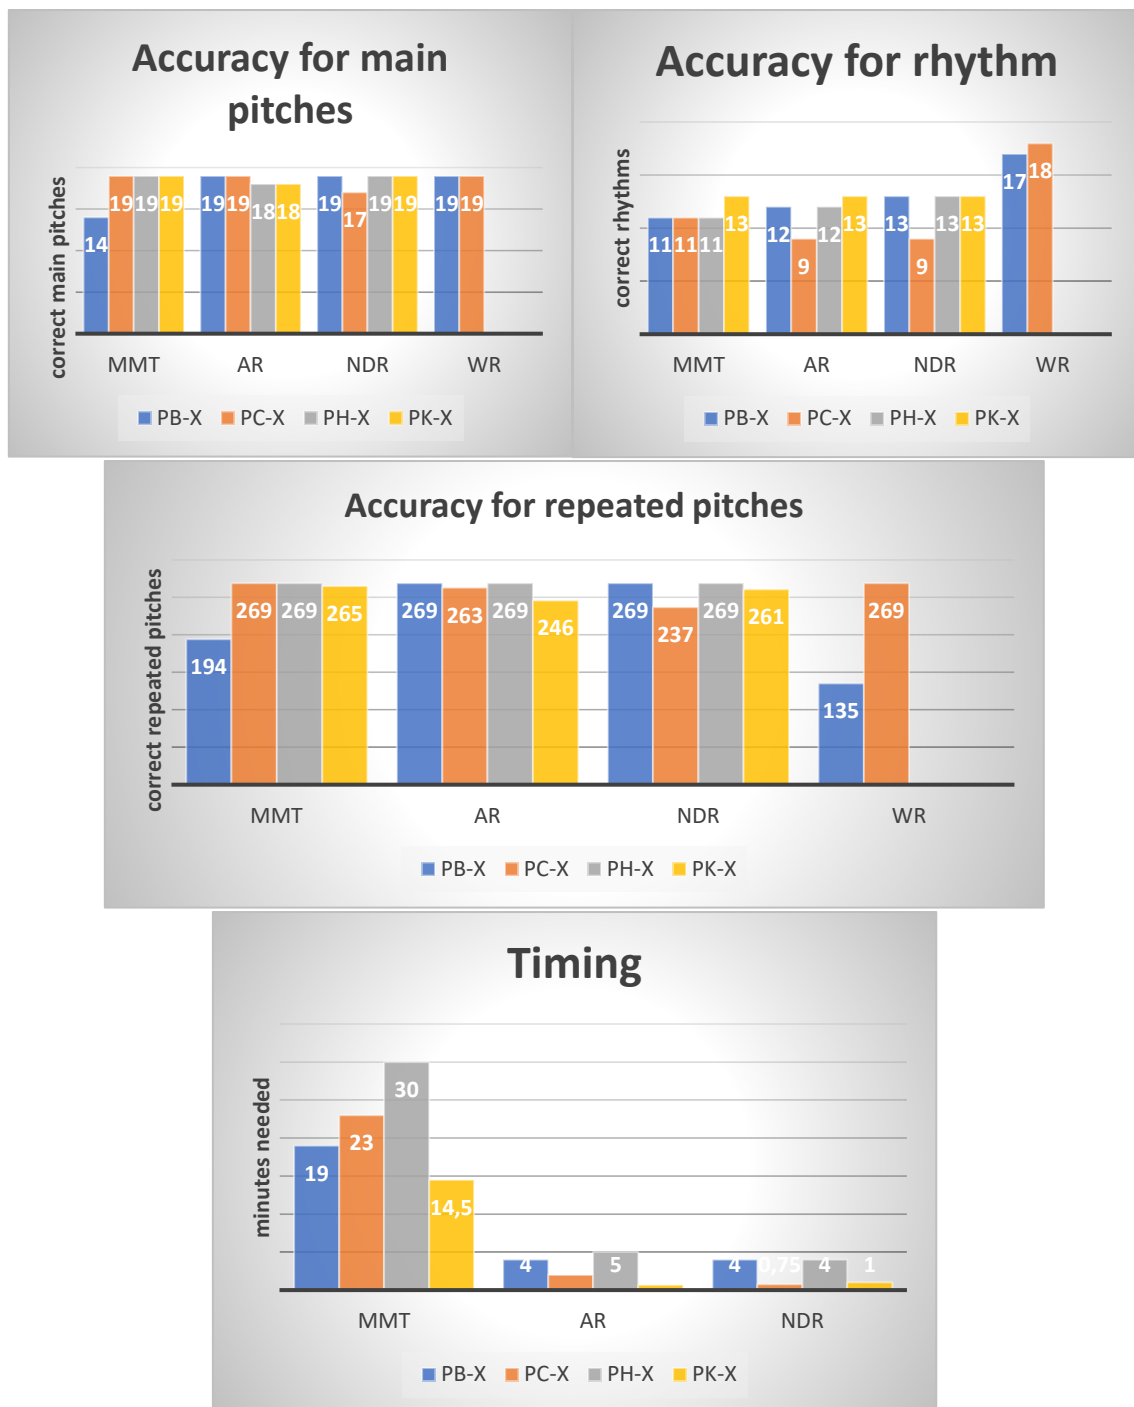 Accuracy for main
pitches
correct main pitches
14 19 19 19 19 19 18 18 19 17 19 19 19 19
MMT AR NDR WR
PB-X PC-X PH-X PK-X
Accuracy for rhythm
correct rhythms
11 11 11 13 12 9 12 13 13 9 13 13 17 18
MMT AR NDR WR
PB-X PC-X PH-X PK-X
Accuracy for repeated pitches
correct repeated pitches
194 269 269 265 269 263 269 246 269 237 269 261 135 269
MMT AR NDR WR
PB-X PC-X PH-X PK-X
Timing
minutes needed
19 23 30 14,5 4 5 4 0,75 4 1
MMT AR NDR
PB-X PC-X PH-X PK-X